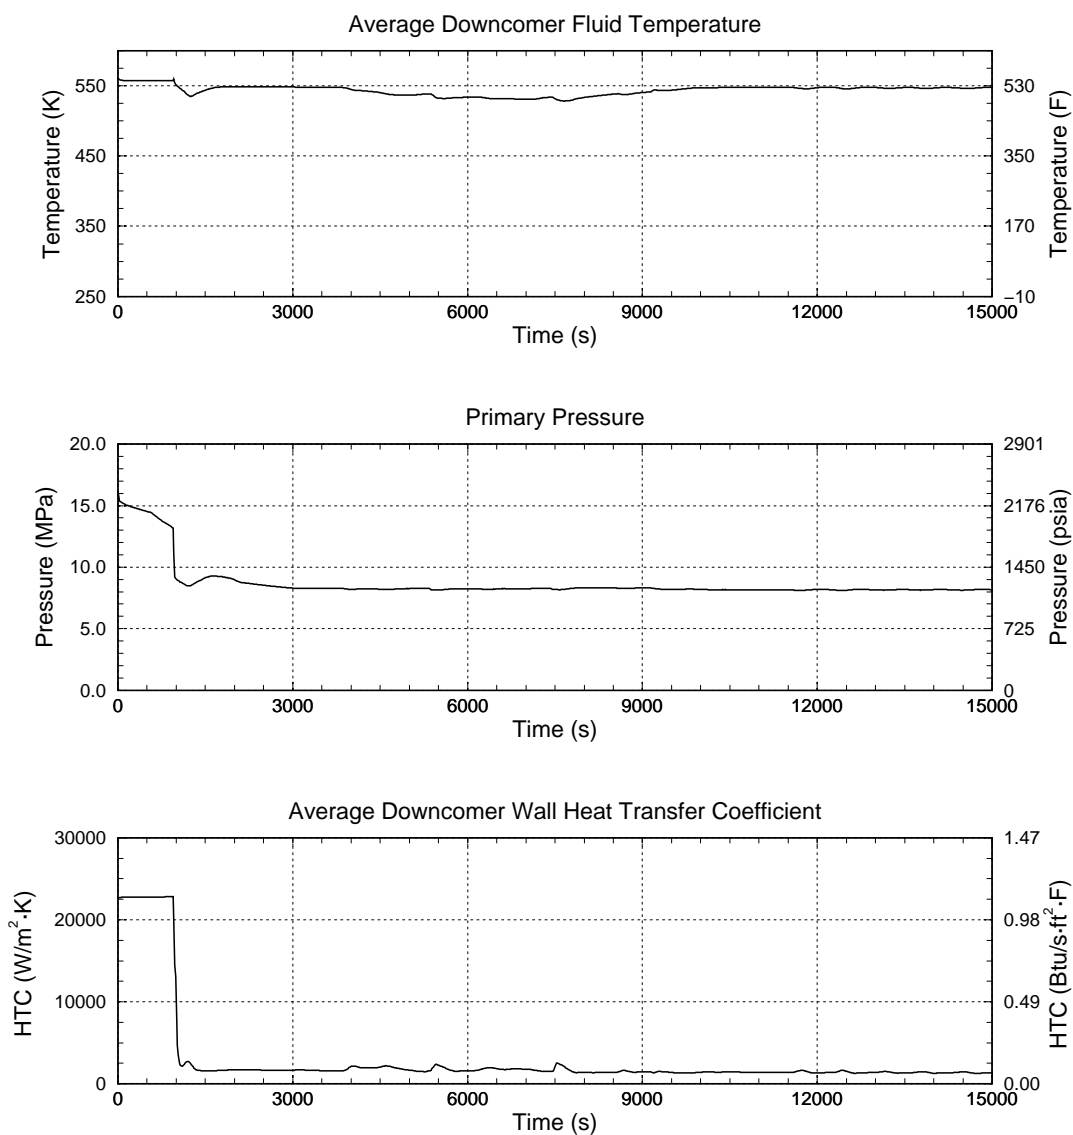 Average Downcomer Fluid Temperature
550
450
350
250
Temperature (K)
530
350
170
−10
Temperature (F)
0 3000 6000 9000 12000 15000
Time (s)
Primary Pressure
20.0
15.0
10.0
5.0
0.0
Pressure (MPa)
2901
2176
1450
725
0
Pressure (psia)
0 3000 6000 9000 12000 15000
Time (s)
Average Downcomer Wall Heat Transfer Coefficient
30000
20000
10000
0
HTC (W/m²·K)
1.47
0.98
0.49
0.00
HTC (Btu/s·ft²·F)
0 3000 6000 9000 12000 15000
Time (s)